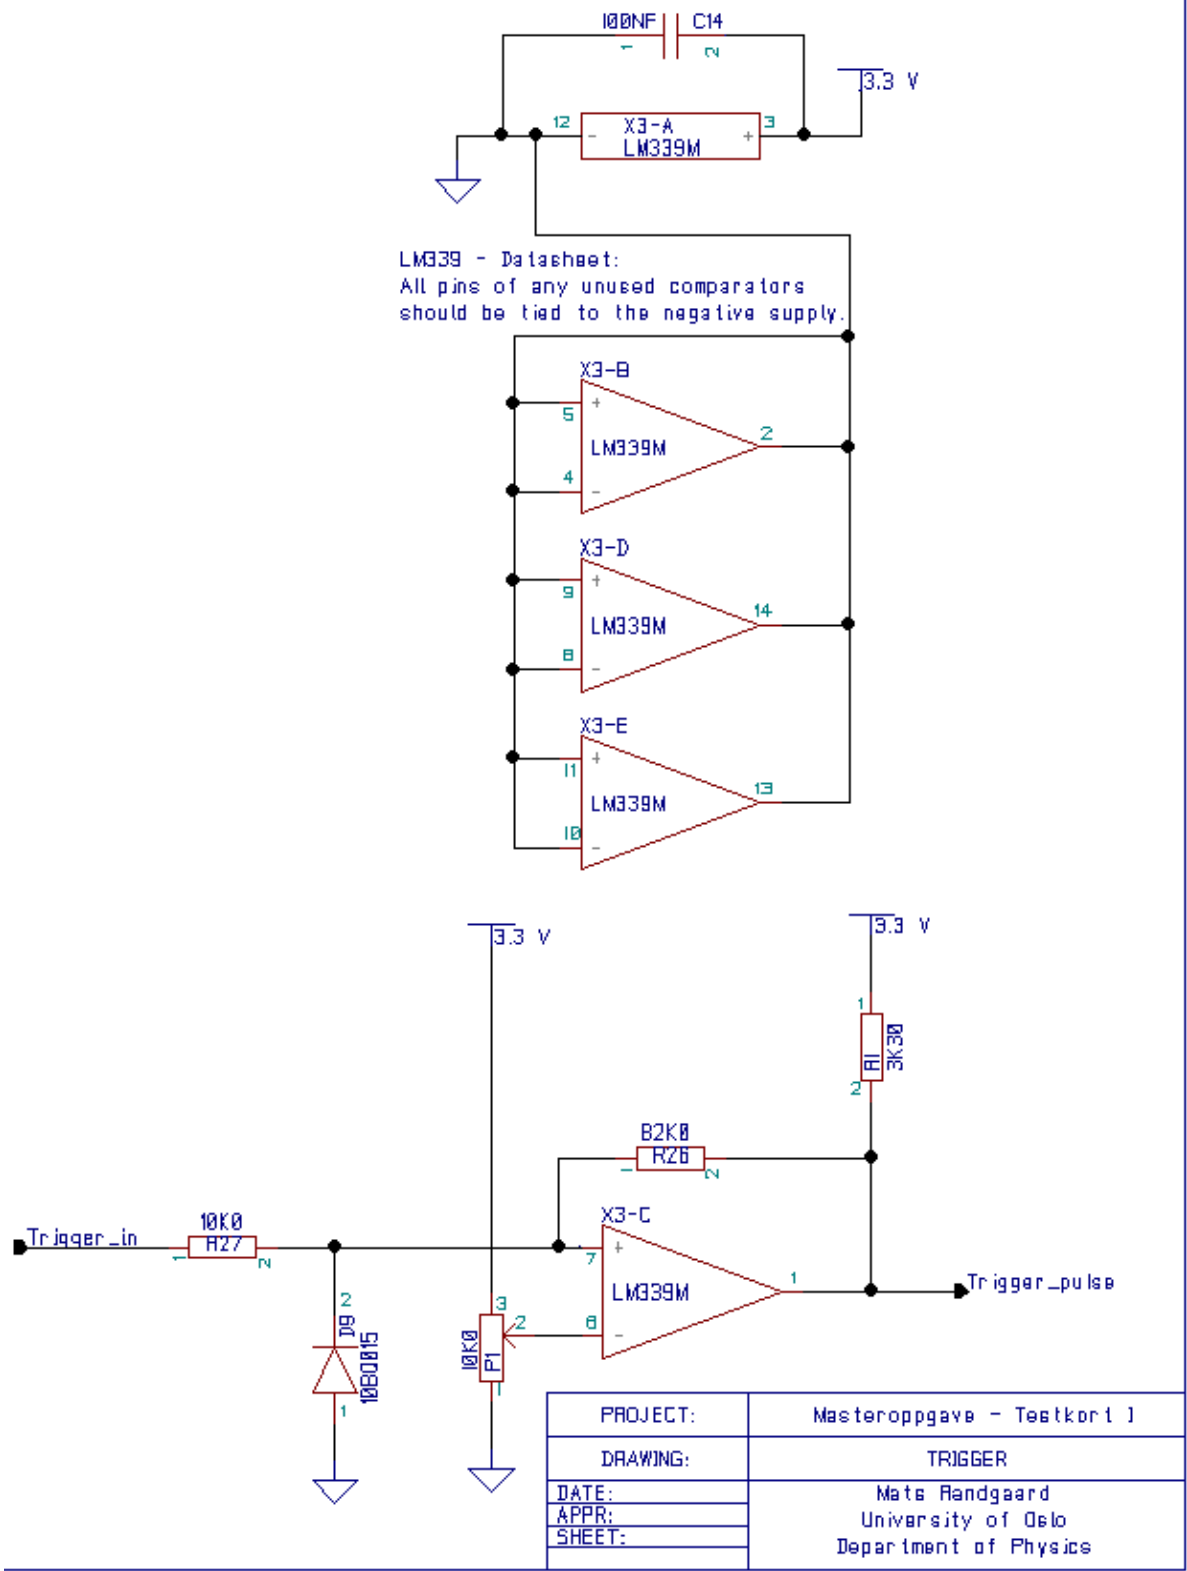 100NF C14
1 2
3.3 V
12 X3-A 3
- LM339M +
LM339 - Datasheet:
All pins of any unused comparators
should be tied to the negative supply.
X3-B
5 +
2
LM339M
4 -
X3-D
9 +
14
LM339M
8 -
X3-E
11 +
13
LM339M
10 -
3.3 V
3.3 V
1
R1
3K30
2
82K0
1 R26 2
Trigger_in
10K0
1 R27 2
X3-C
7 +
1
LM339M
6 -
Trigger_pulse
2
D9
10BQ015
1
3
2
10K0
P1
1
PROJECT: Masteroppgave - Testkort 1
DRAWING: TRIGGER
DATE: Mats Randgaard
APPR: University of Oslo
SHEET: Department of Physics